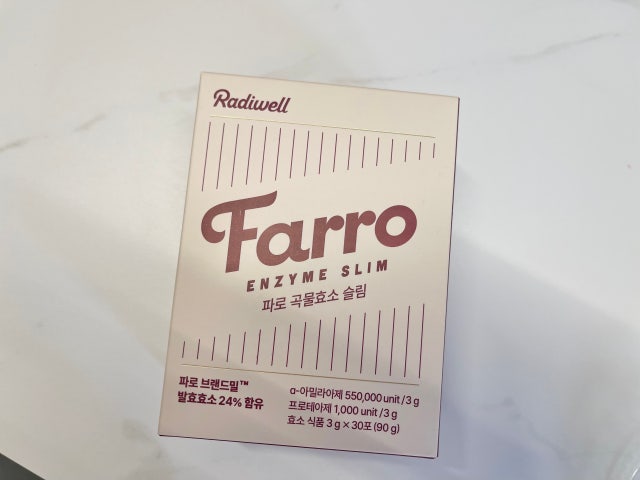 Radiwell
Farro
ENZYME SLIM
파로 곡물효소 슬림
파로 브랜드밀™
발효효소 24% 함유
α-아밀라아제 550,000 unit / 3 g
프로테아제 1,000 unit / 3 g
효소 식품 3 g × 30포 (90 g)